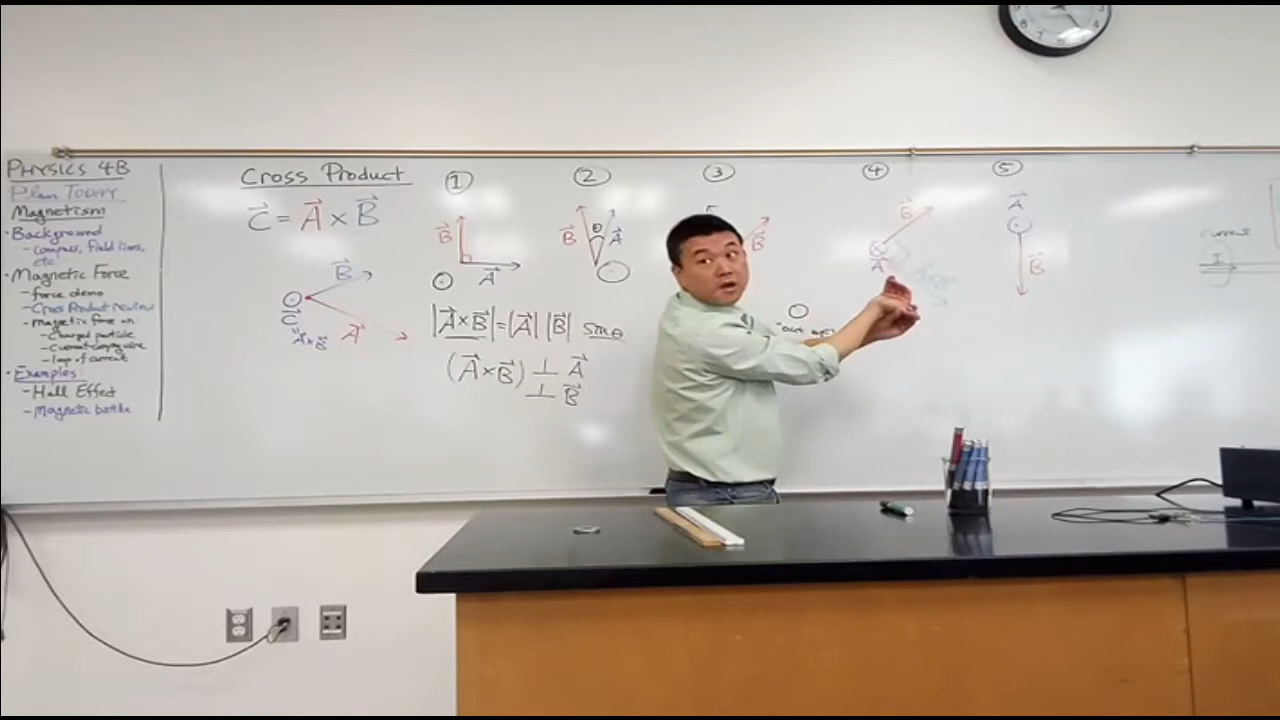 PHYSICS 4B
Plan TODAY
Magnetism
• Background
- compass, field lines, etc.
• Magnetic Force
- force demo
- Cross Product review
- Magnetic force on:
- Charged particle
- Current carrying wire
- loop of current
• Examples:
- Hall Effect
- Magnetic bottle
Cross Product
C⃗ = A⃗ × B⃗
B⃗
A⃗
C⃗
"
A⃗×B⃗
①
B⃗
A⃗
|A⃗×B⃗| = |A⃗| |B⃗| sinθ
(A⃗×B⃗) ⊥ A⃗
⊥ B⃗
②
B⃗
θ
A⃗
③
B⃗
④
B⃗
A⃗
⑤
A⃗
B⃗
Current
I